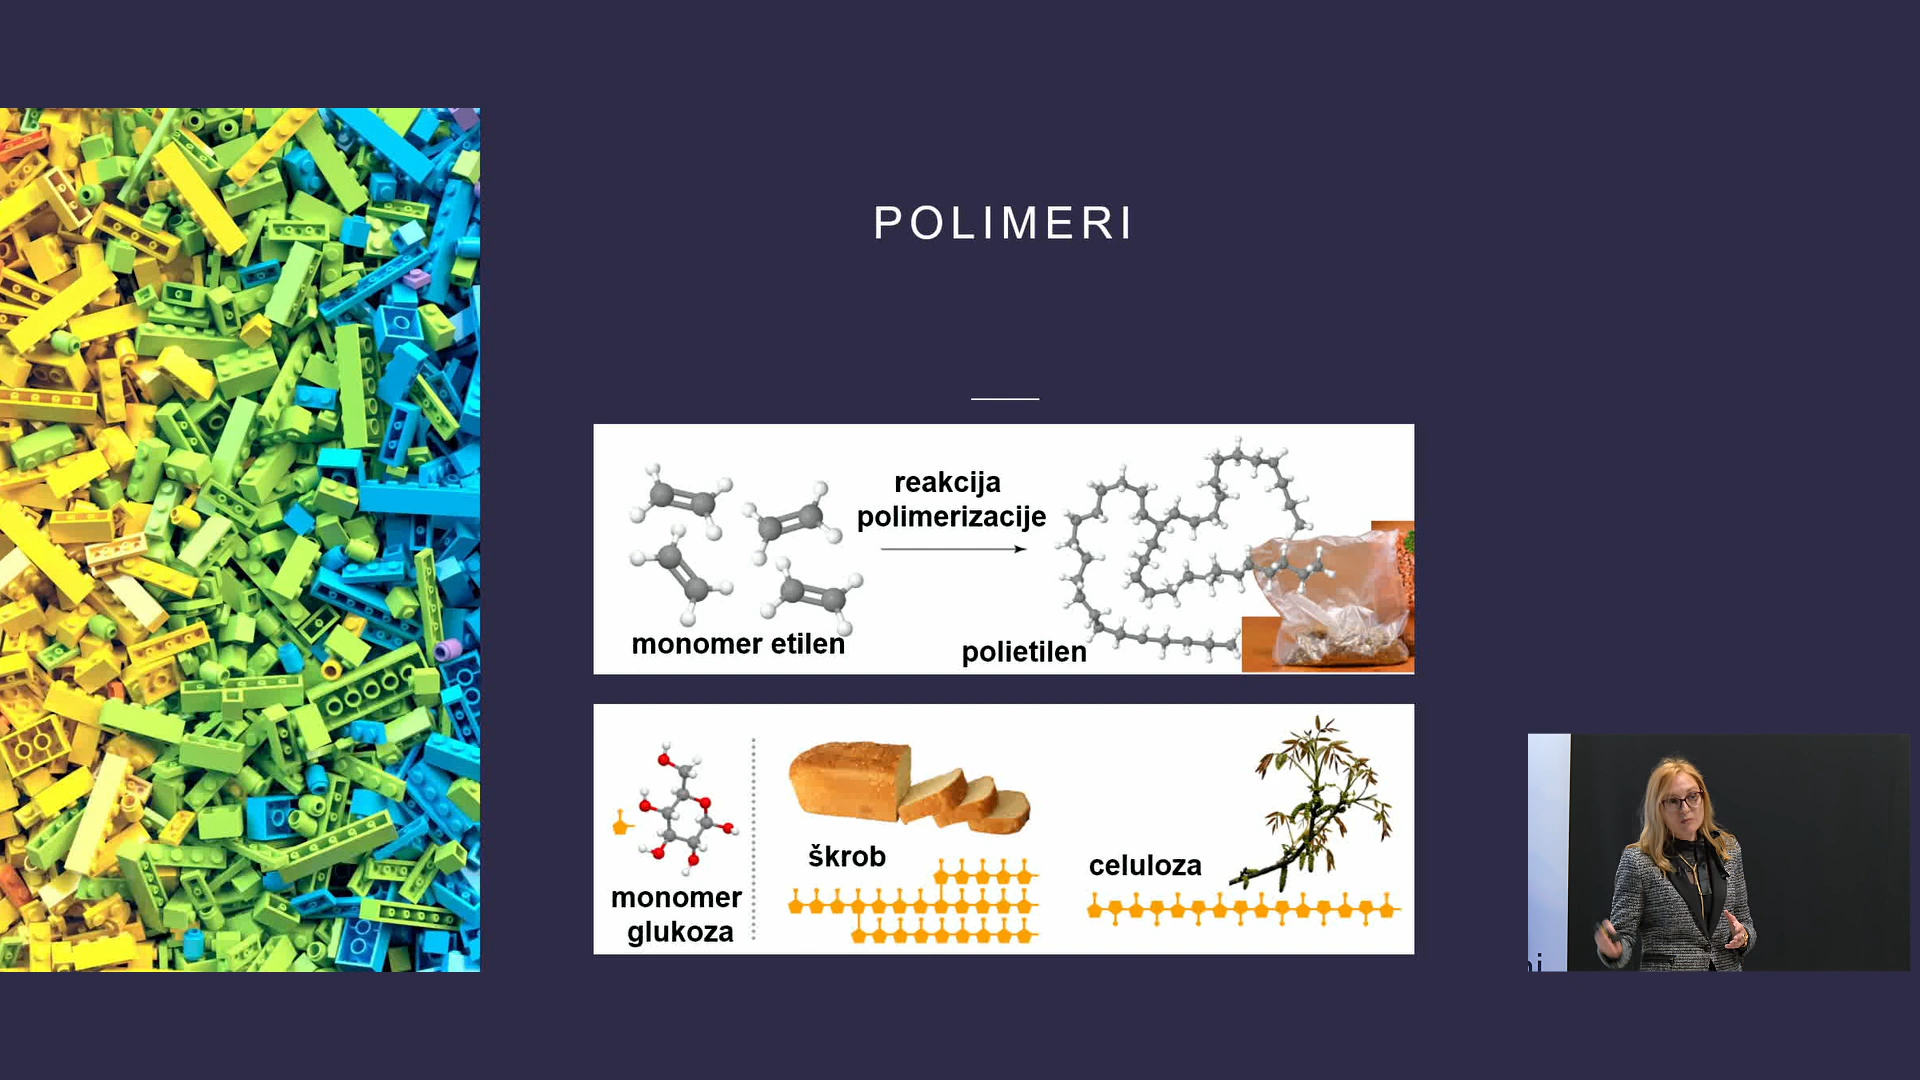 POLIMERI
reakcija
polimerizacije
monomer etilen
polietilen
škrob
celuloza
monomer
glukoza